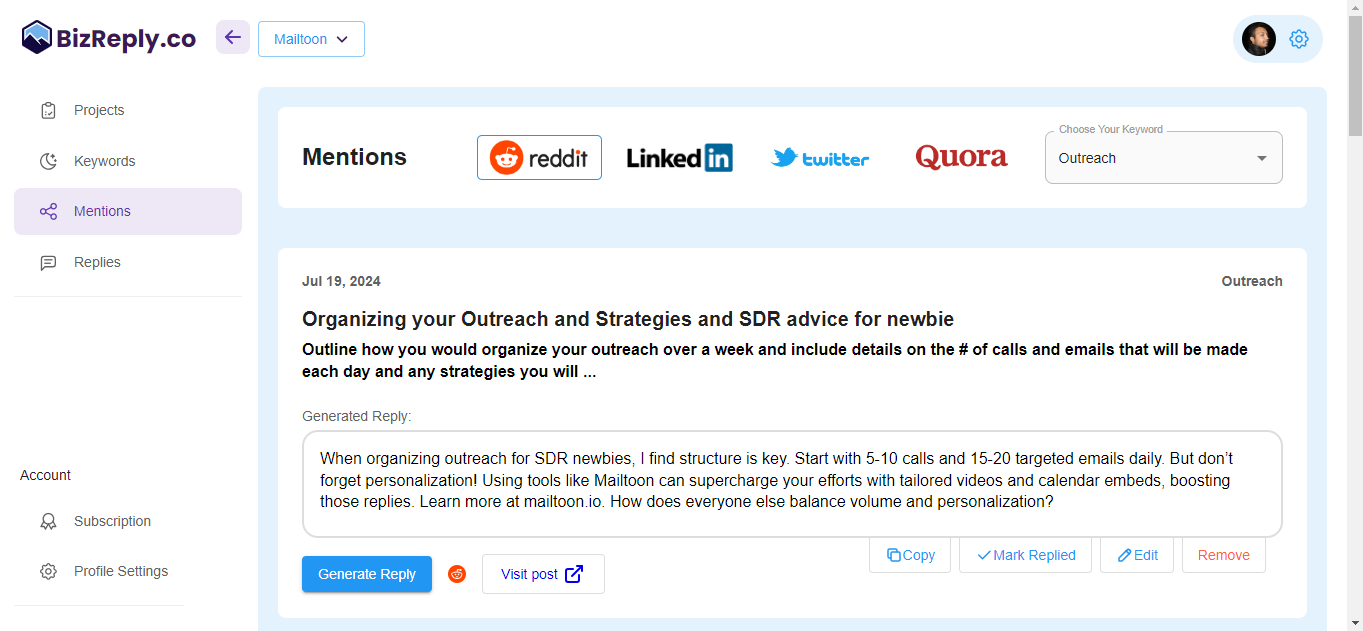 BizReply.co
Mailtoon
Projects
Keywords
Mentions
Replies
Account
Subscription
Profile Settings
Mentions
reddit
Linked in
twitter
Quora
Choose Your Keyword
Outreach
Jul 19, 2024
Outreach
Organizing your Outreach and Strategies and SDR advice for newbie
Outline how you would organize your outreach over a week and include details on the # of calls and emails that will be made
each day and any strategies you will ...
Generated Reply:
When organizing outreach for SDR newbies, I find structure is key. Start with 5-10 calls and 15-20 targeted emails daily. But don’t
forget personalization! Using tools like Mailtoon can supercharge your efforts with tailored videos and calendar embeds, boosting
those replies. Learn more at mailtoon.io. How does everyone else balance volume and personalization?
Copy
Mark Replied
Edit
Remove
Generate Reply
Visit post